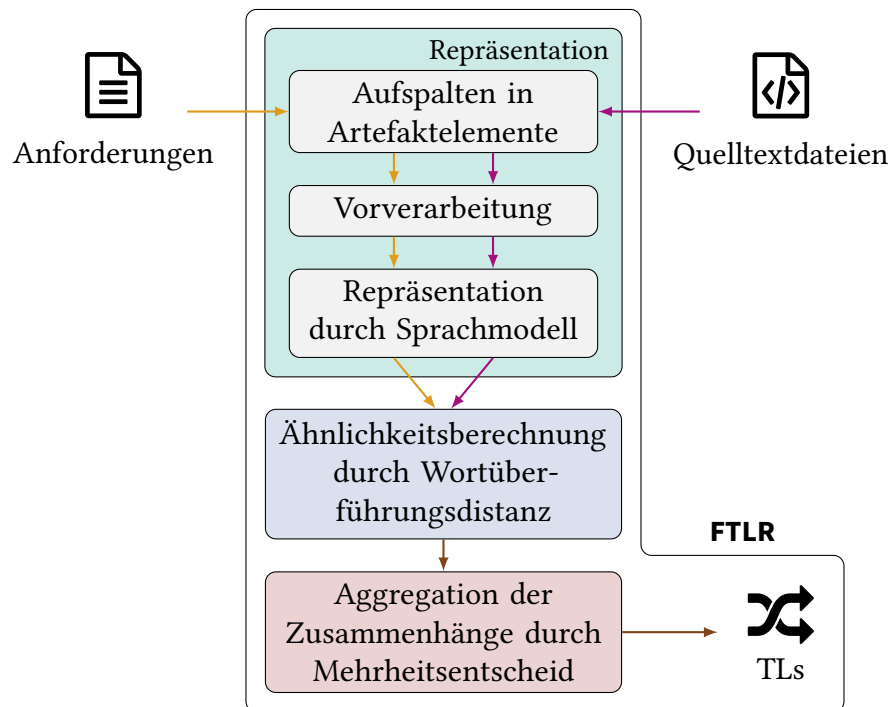 Repräsentation
Anforderungen
Aufspalten in
Artefaktelemente
Quelltextdateien
Vorverarbeitung
Repräsentation
durch Sprachmodell
Ähnlichkeitsberechnung
durch Wortüber-
führungsdistanz
FTLR
Aggregation der
Zusammenhänge durch
Mehrheitsentscheid
TLs